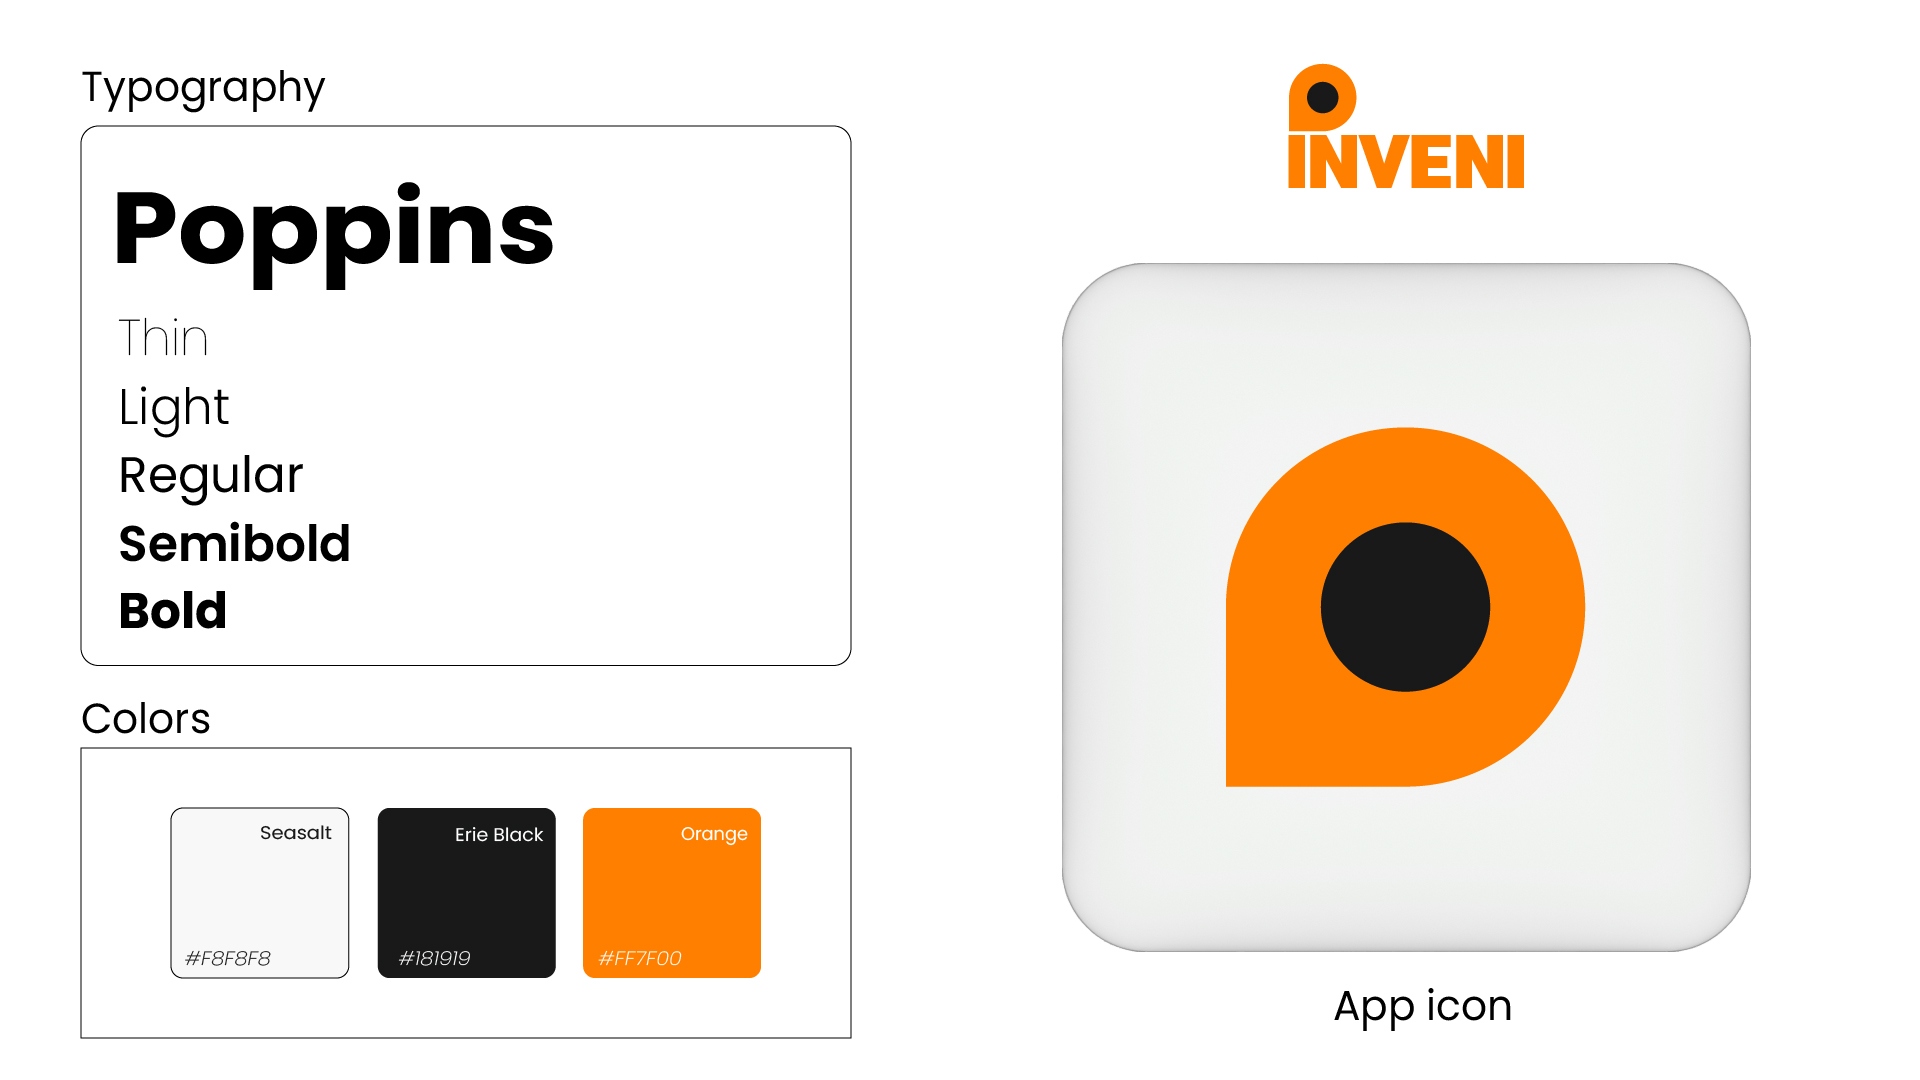 Typography
Poppins
Thin
Light
Regular
Semibold
Bold
Colors
Seasalt
#F8F8F8
Erie Black
#181919
Orange
#FF7F00
INVENI
App icon